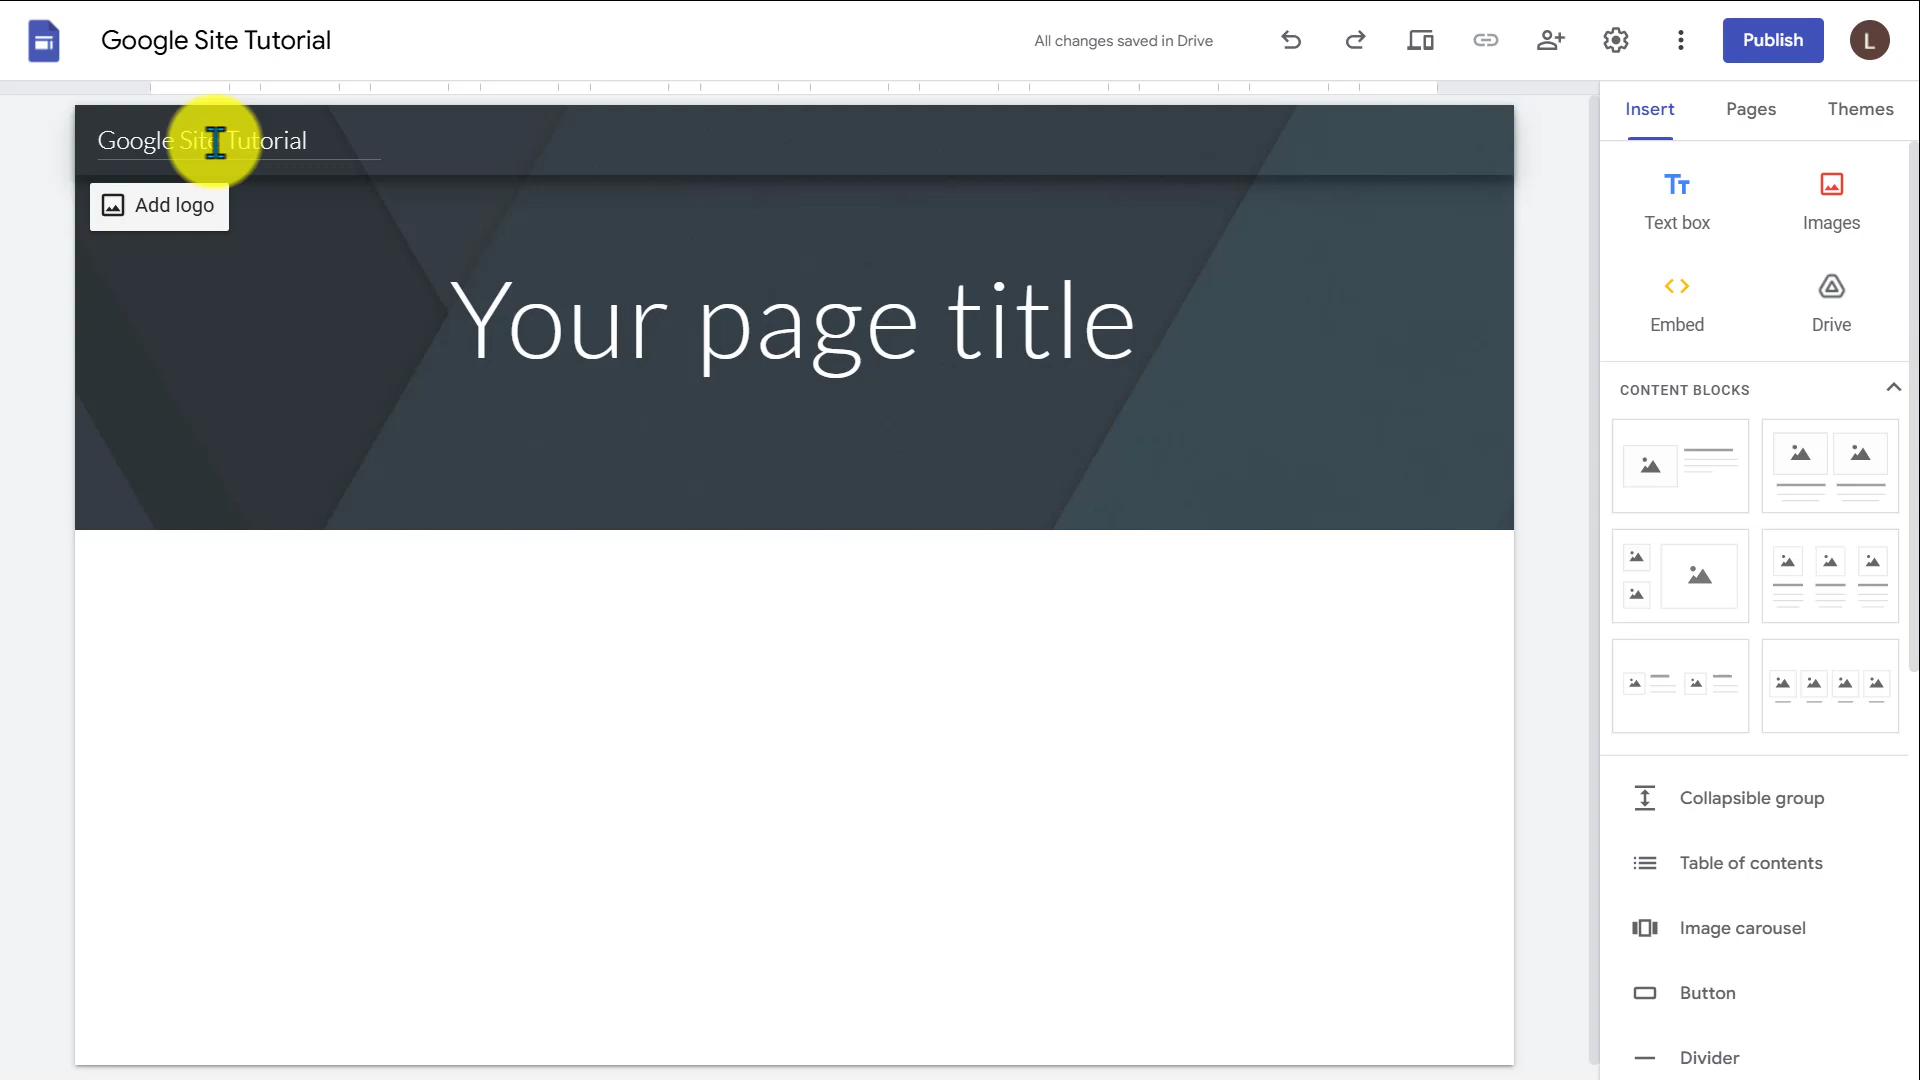 Google Site Tutorial
All changes saved in Drive
Publish
L
Google Site Tutorial
Add logo
Your page title
Insert
Pages
Themes
Text box
Images
Embed
Drive
CONTENT BLOCKS
Collapsible group
Table of contents
Image carousel
Button
Divider